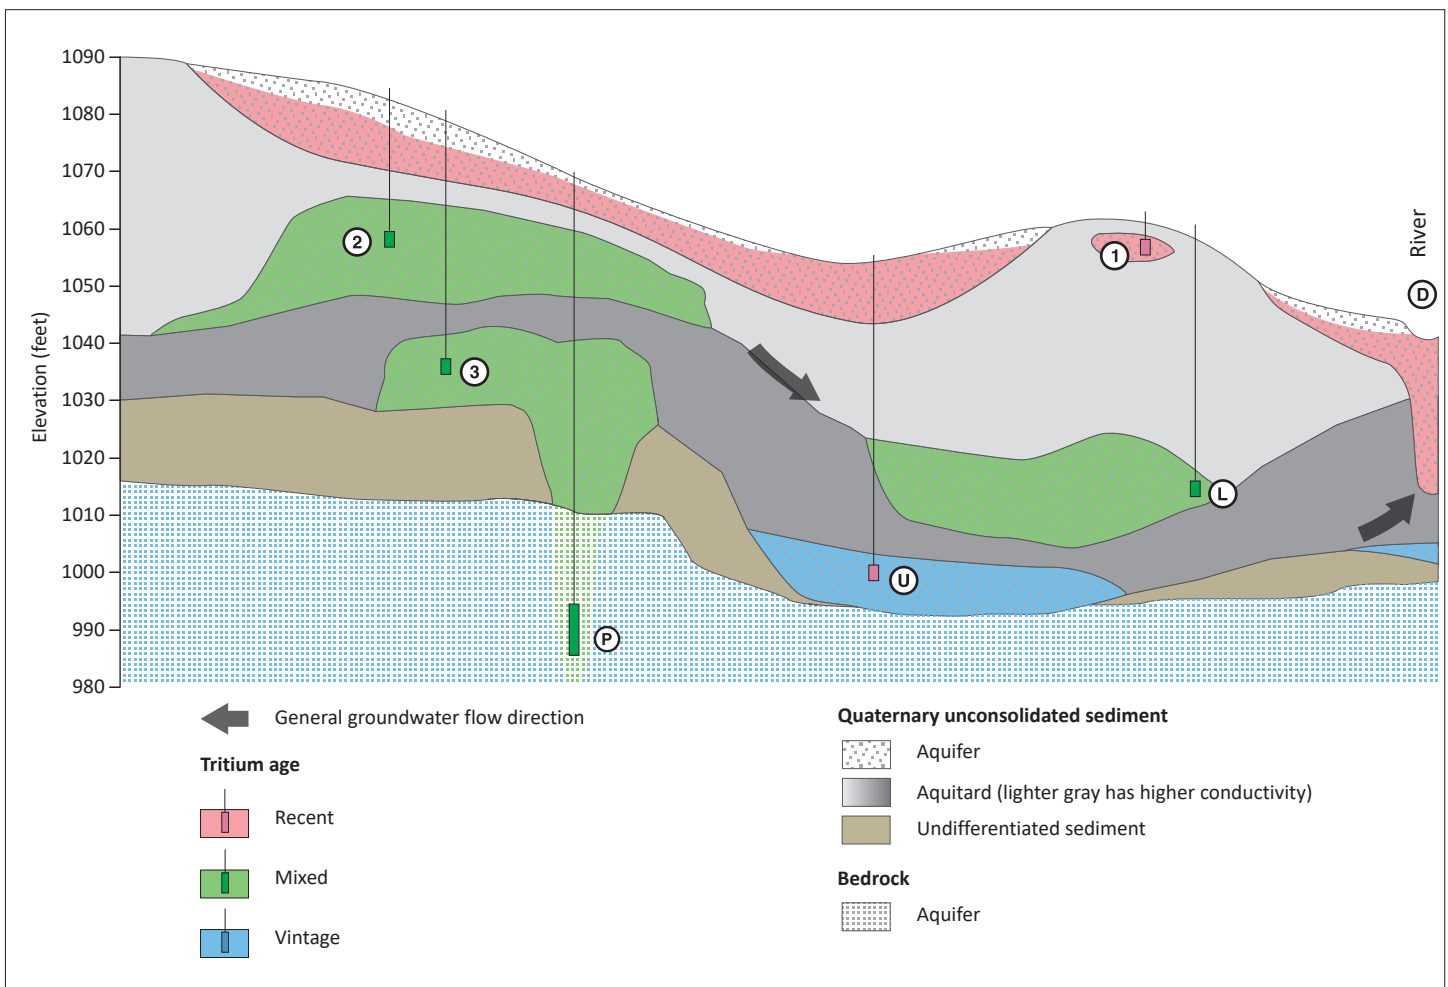 1090
1080
1070
1060
1050
1040
1030
1020
1010
1000
990
980
Elevation (feet)
2
3
P
U
1
L
River
D
General groundwater flow direction
Tritium age
Recent
Mixed
Vintage
Quaternary unconsolidated sediment
Aquifer
Aquitard (lighter gray has higher conductivity)
Undifferentiated sediment
Bedrock
Aquifer